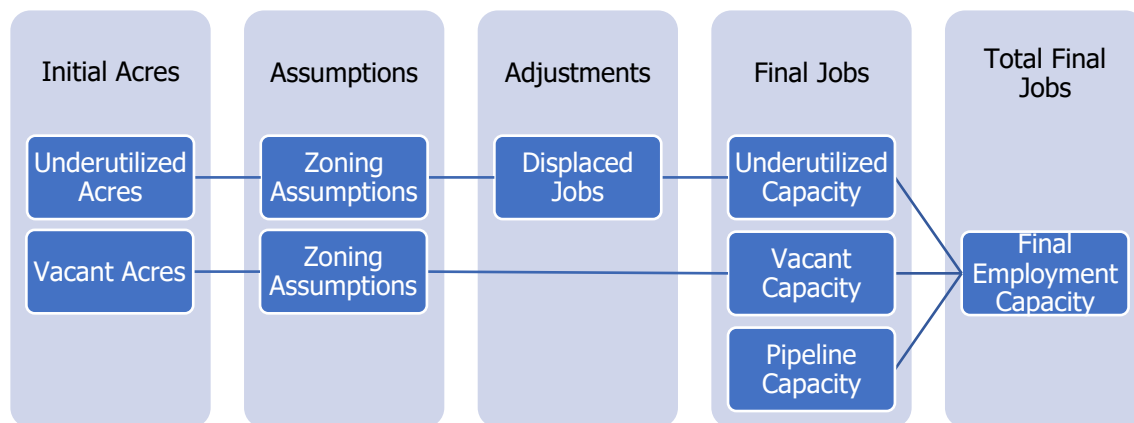 Initial Acres
Assumptions
Adjustments
Final Jobs
Total Final
Jobs
Underutilized
Acres
Zoning
Assumptions
Displaced
Jobs
Underutilized
Capacity
Vacant Acres
Zoning
Assumptions
Vacant
Capacity
Final
Employment
Capacity
Pipeline
Capacity